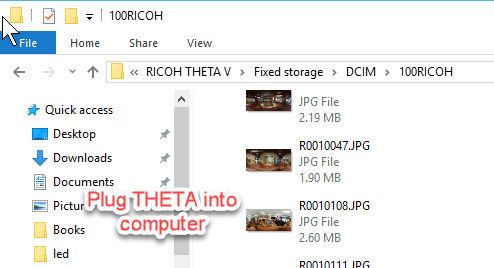 100RICOH
File Home Share View
« RICOH THETA V > Fixed storage > DCIM > 100RICOH
Quick access
Desktop
Downloads
Documents
Pictu
Books
led
JPG File
2.19 MB
R0010047.JPG
JPG File
1.90 MB
R0010108.JPG
JPG File
2.60 MB
R0010111.JPG
Plug THETA into
computer